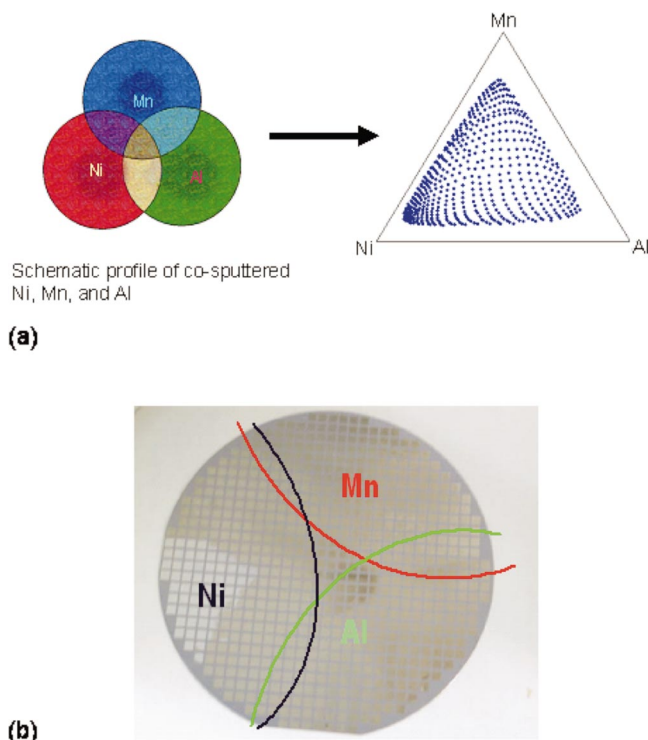 Mn
Ni
Al
Schematic profile of co-sputtered
Ni, Mn, and Al
Mn
Ni
Al
(a)
Mn
Ni
Al
(b)